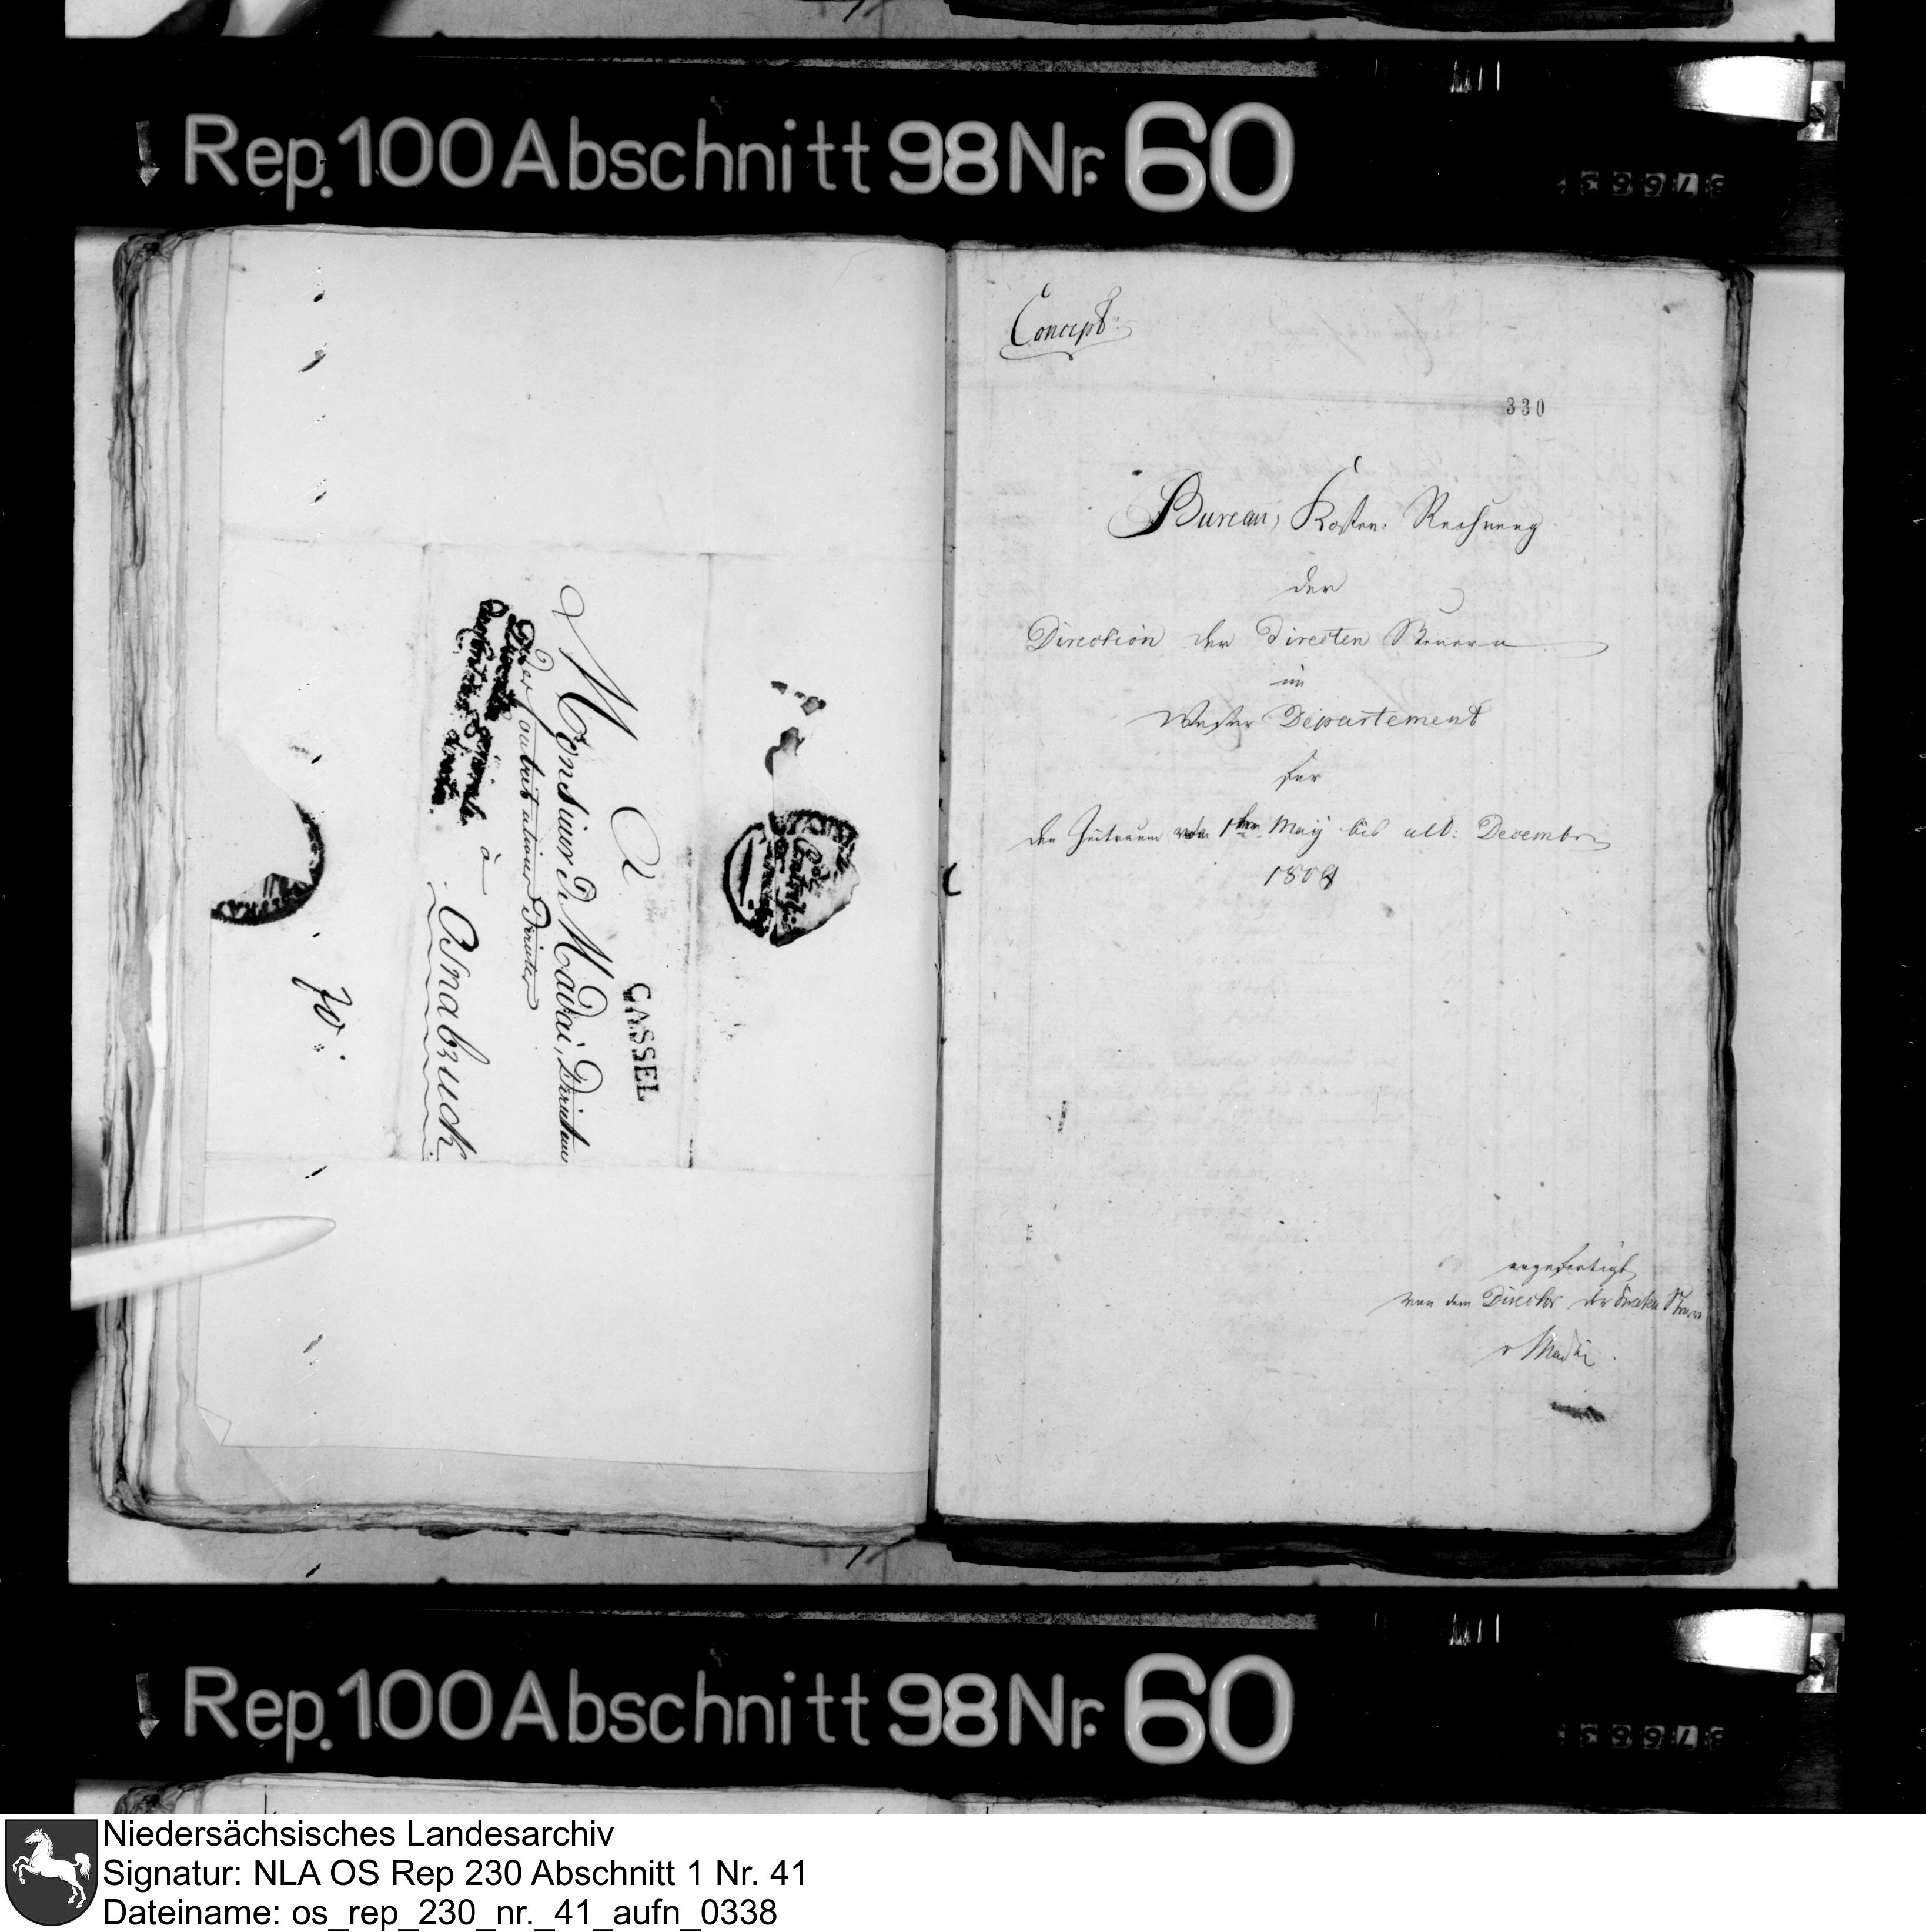 Rep. 100 Abschnitt 98 Nr. 60
A
Monsieur de Madai, Directeur
des Contributions Directes
à
Osnabruck
CASSEL
Concept
330
Bureau, Kosten, Rechnung
der
Direction der directen Steuern
im
Weser Departement
für
den Zeitraum vom 1ten May bis ult: Decembr
1808
angefertigt
von dem Director der directen Steuern
v Madai
Rep. 100 Abschnitt 98 Nr. 60
Niedersächsisches Landesarchiv
Signatur: NLA OS Rep 230 Abschnitt 1 Nr. 41
Dateiname: os_rep_230_nr._41_aufn_0338